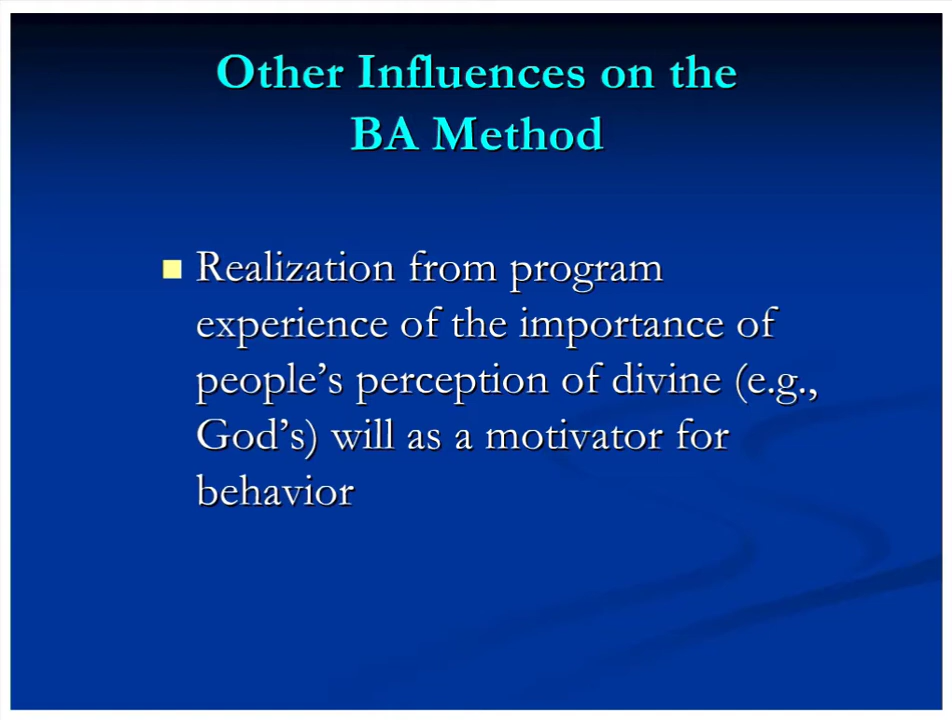 Other Influences on the
BA Method
Realization from program
experience of the importance of
people’s perception of divine (e.g.,
God’s) will as a motivator for
behavior